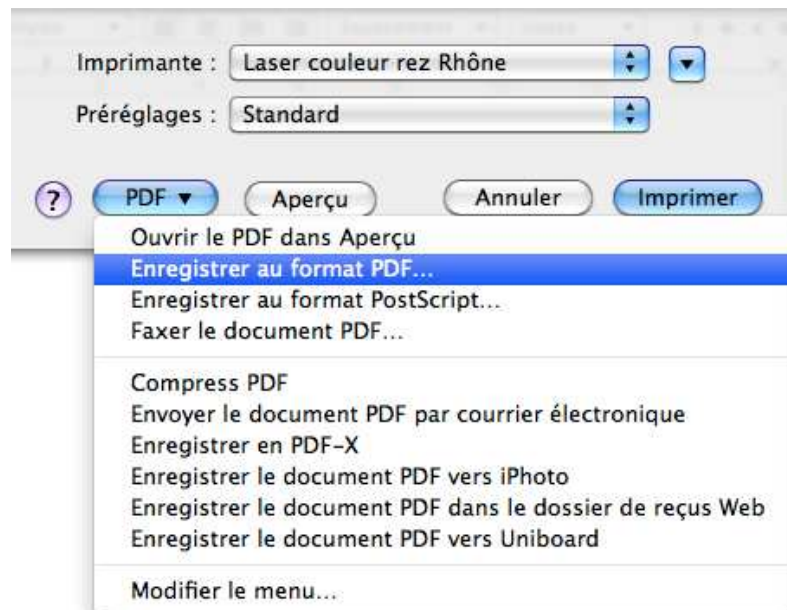 Imprimante : Laser couleur rez Rhône
Préréglages : Standard
? PDF ▼ Aperçu Annuler Imprimer
Ouvrir le PDF dans Aperçu
Enregistrer au format PDF...
Enregistrer au format PostScript...
Faxer le document PDF...
Compress PDF
Envoyer le document PDF par courrier électronique
Enregistrer en PDF-X
Enregistrer le document PDF vers iPhoto
Enregistrer le document PDF dans le dossier de reçus Web
Enregistrer le document PDF vers Uniboard
Modifier le menu...